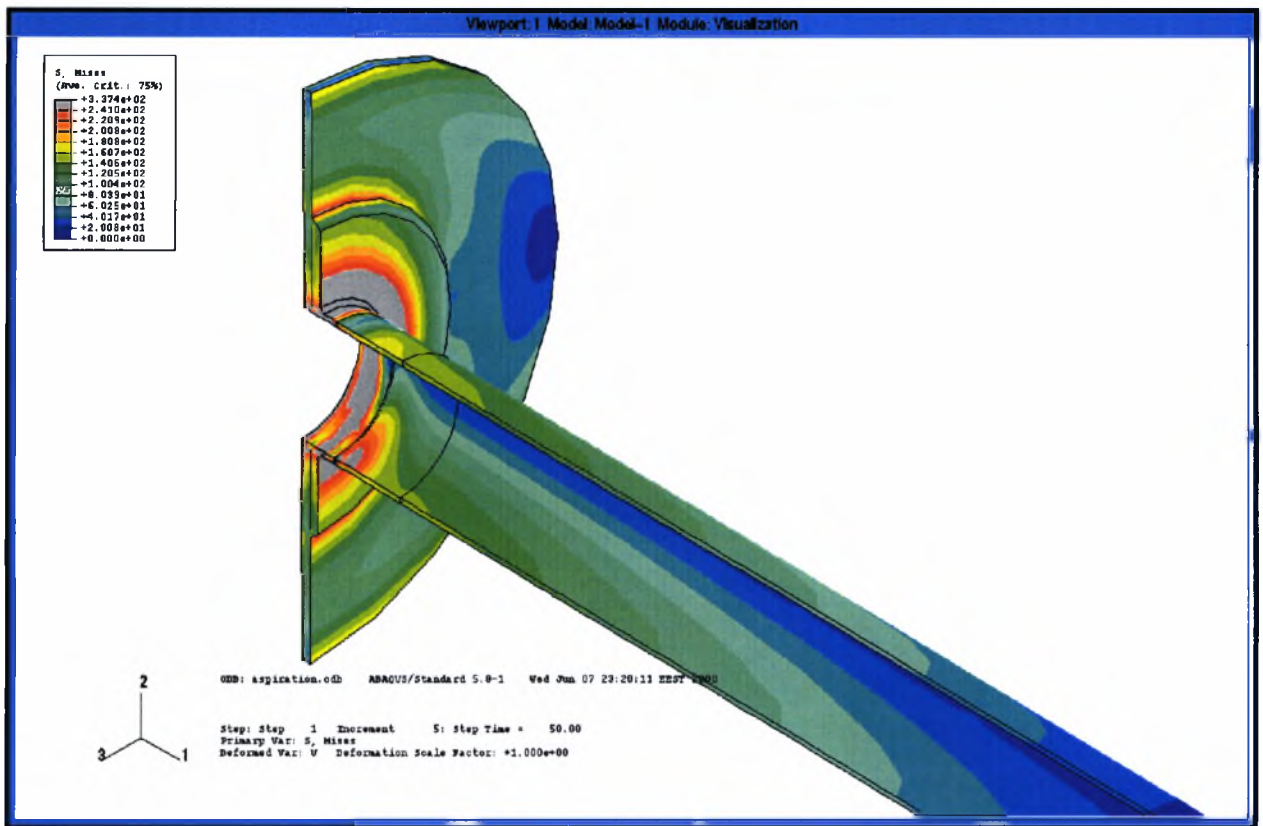 Viewport: 1 Model: Model-1 Module: Visualization
S, Mises
(Ave. Crit.: 75%)
+3.374e+02
+2.410e+02
+2.209e+02
+2.008e+02
+1.808e+02
+1.607e+02
+1.406e+02
+1.205e+02
+1.004e+02
+8.033e+01
+6.025e+01
+4.017e+01
+2.008e+01
+0.000e+00
2
3
1
ODB: aspiration.odb ABAQUS/Standard 5.8-1 Wed Jun 07 23:20:11 EEST
Step: Step 1 Increment 5: Step Time = 50.00
Primary Var: S, Mises
Deformed Var: U Deformation Scale Factor: +1.000e+00